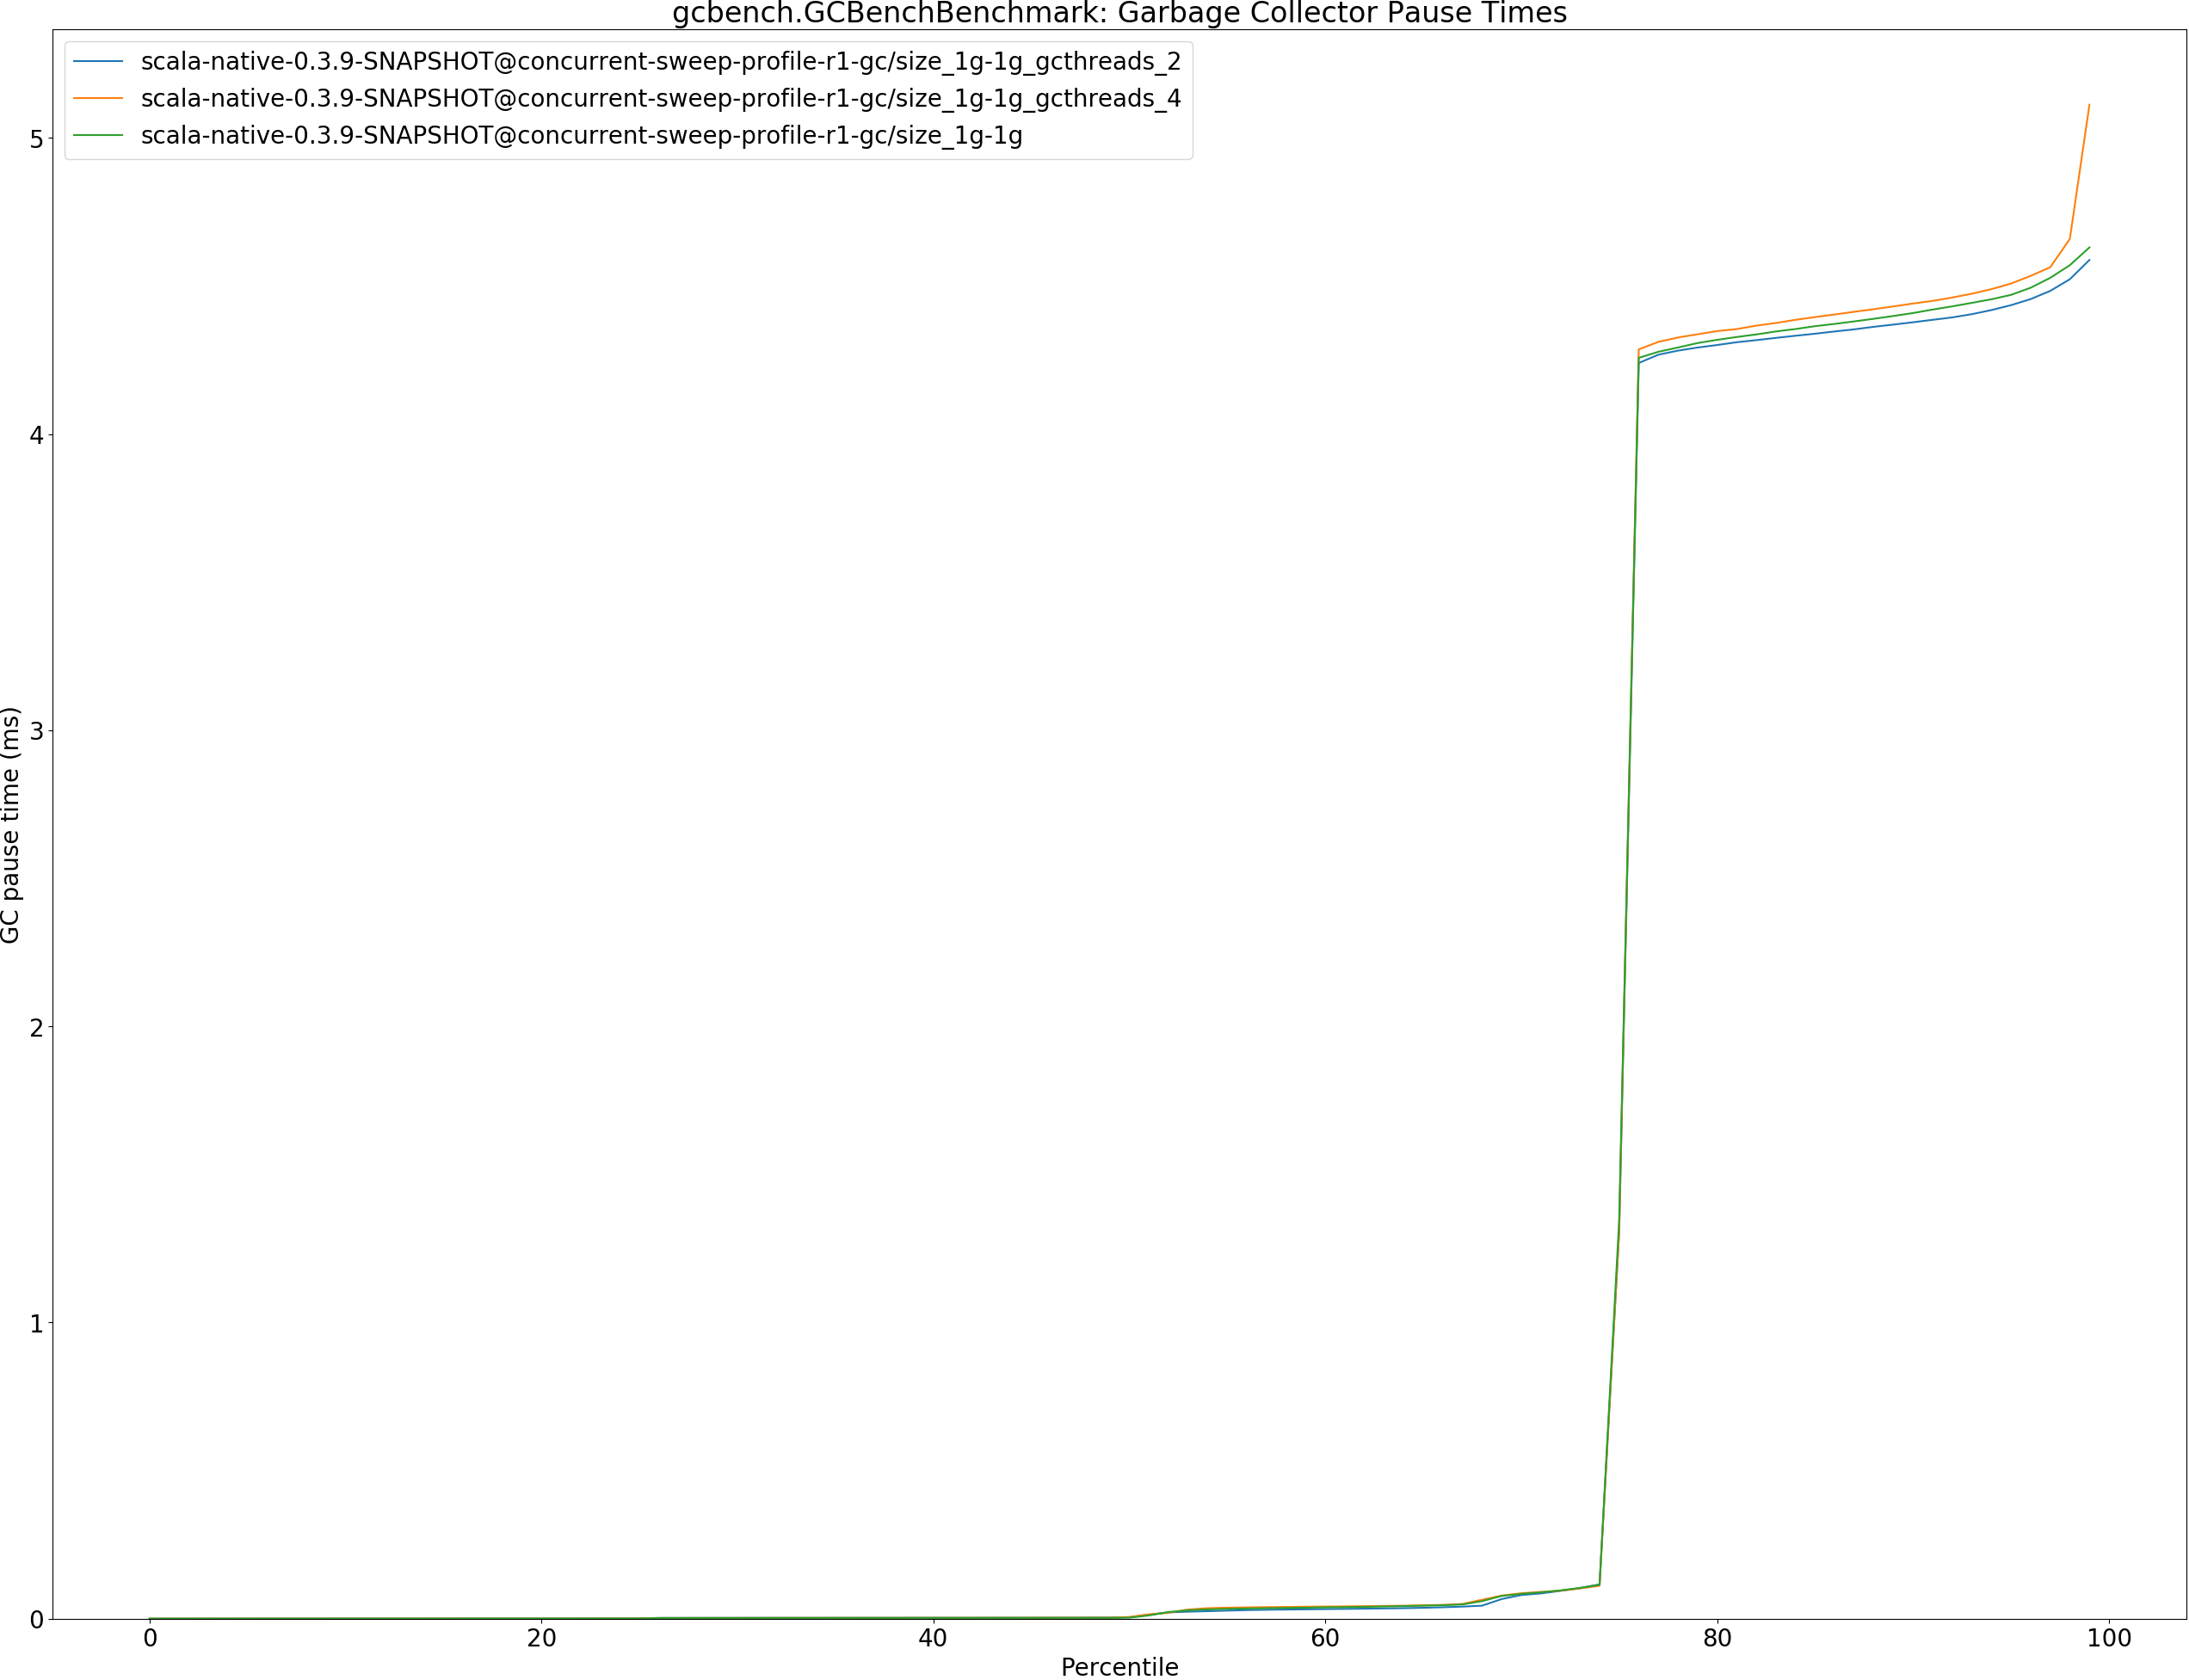 gcbench.GCBenchBenchmark: Garbage Collector Pause Times
scala-native-0.3.9-SNAPSHOT@concurrent-sweep-profile-r1-gc/size_1g-1g_gcthreads_2
scala-native-0.3.9-SNAPSHOT@concurrent-sweep-profile-r1-gc/size_1g-1g_gcthreads_4
scala-native-0.3.9-SNAPSHOT@concurrent-sweep-profile-r1-gc/size_1g-1g
5
4
3
2
1
0
GC pause time (ms)
0 20 40 60 80 100
Percentile